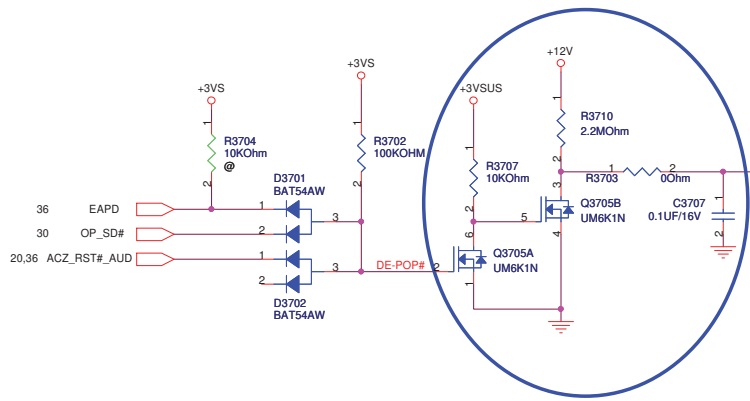 +12V
+3VS
+3VSUS
+3VS
1
1
1
1
R3710
2.2MOhm
R3704
10KOhm
@
R3702
100KOHM
2
R3707
10KOhm
1
R3703
2
0Ohm
2
D3701
BAT54AW
2
2
3
1
36 EAPD
1
3
5
Q3705B
UM6K1N
C3707
0.1UF/16V
30 OP_SD#
2
6
4
2
20,36 ACZ_RST#_AUD
1
3
DE-POP#
2
Q3705A
UM6K1N
2
1
D3702
BAT54AW